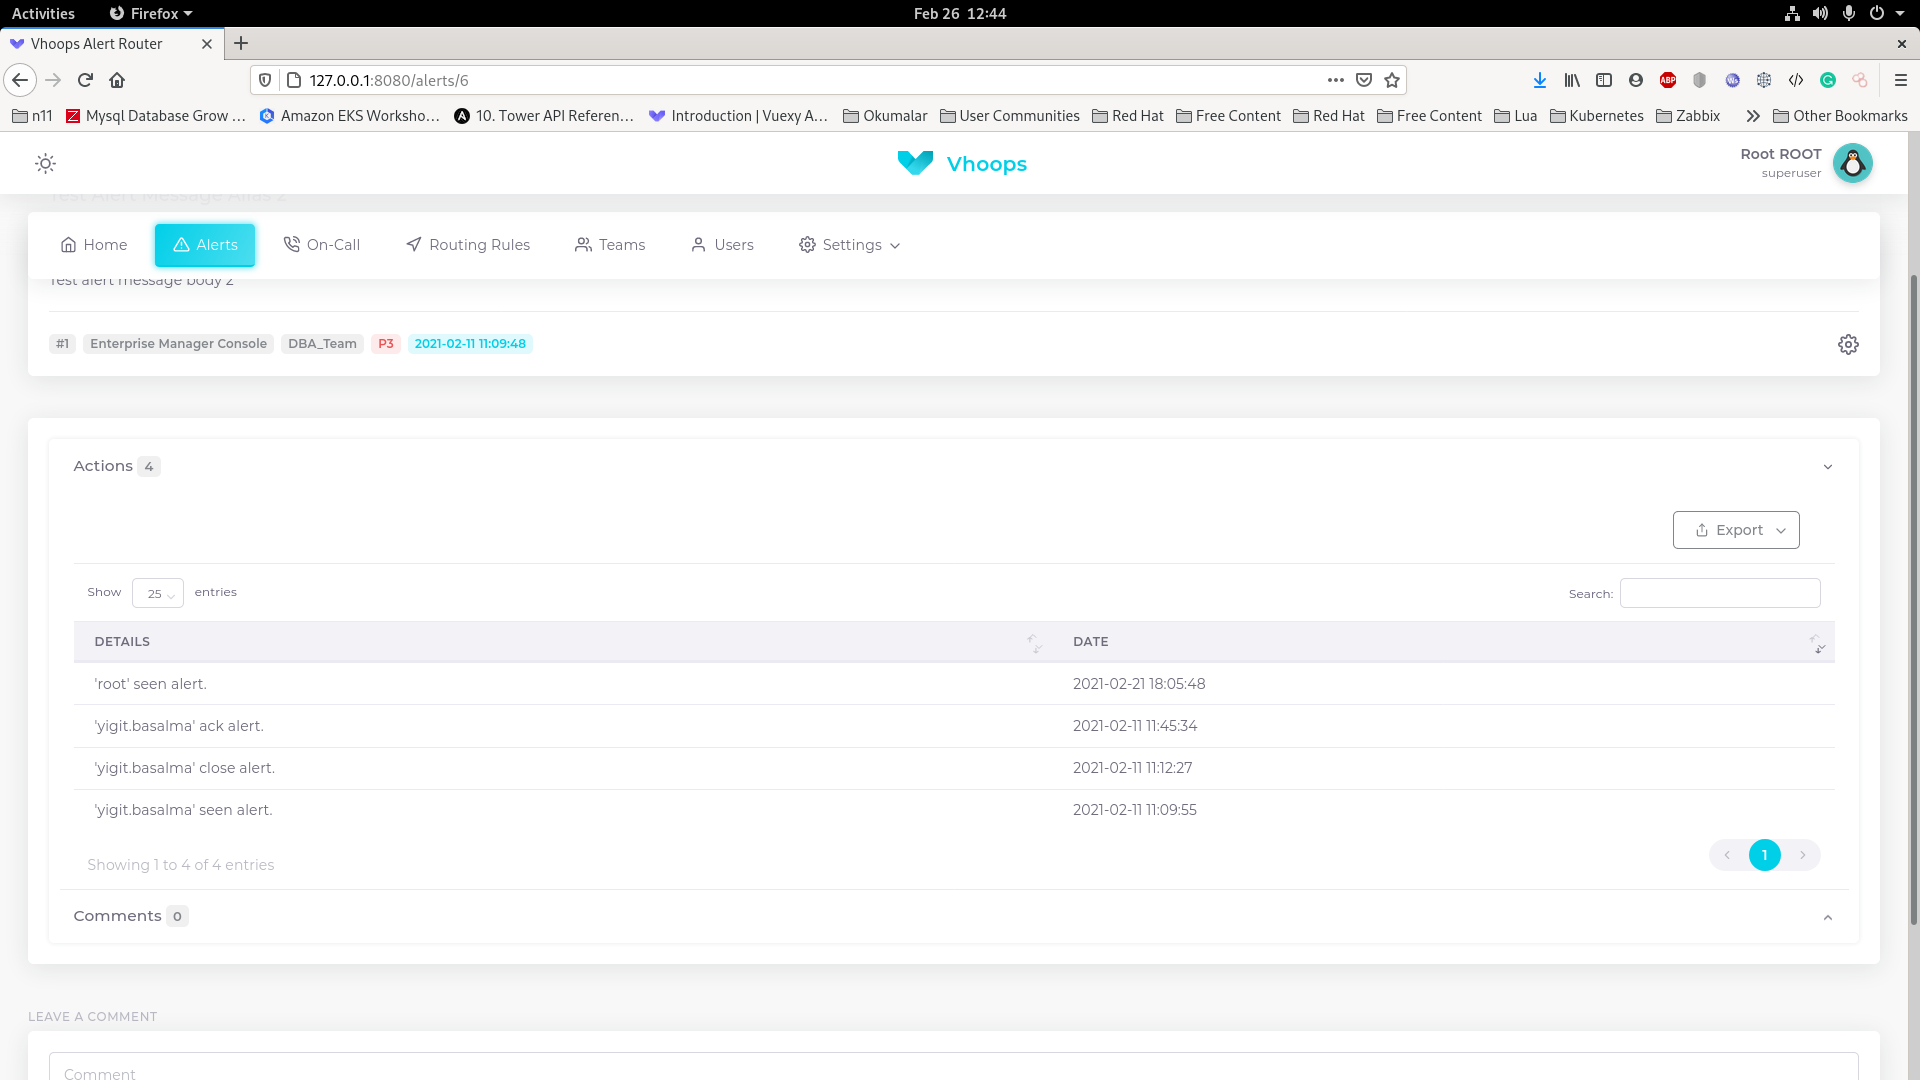 Activities Firefox Feb 26 12:44
Vhoops Alert Router
127.0.0.1:8080/alerts/6 ABP
n11 Mysql Database Grow … Amazon EKS Worksho… 10. Tower API Referen… Introduction | Vuexy A… Okumalar User Communities Red Hat Free Content Red Hat Free Content Lua Kubernetes Zabbix Other Bookmarks
Vhoops
Root ROOT
superuser
Test Alert Message Alias 2
Home Alerts On-Call Routing Rules Teams Users Settings
Test alert message body 2
#1 Enterprise Manager Console DBA_Team P3 2021-02-11 11:09:48
Actions 4
Export
Show 25 entries Search:
DETAILS DATE
'root' seen alert. 2021-02-21 18:05:48
'yigit.basalma' ack alert. 2021-02-11 11:45:34
'yigit.basalma' close alert. 2021-02-11 11:12:27
'yigit.basalma' seen alert. 2021-02-11 11:09:55
Showing 1 to 4 of 4 entries 1
Comments 0
LEAVE A COMMENT
Comment